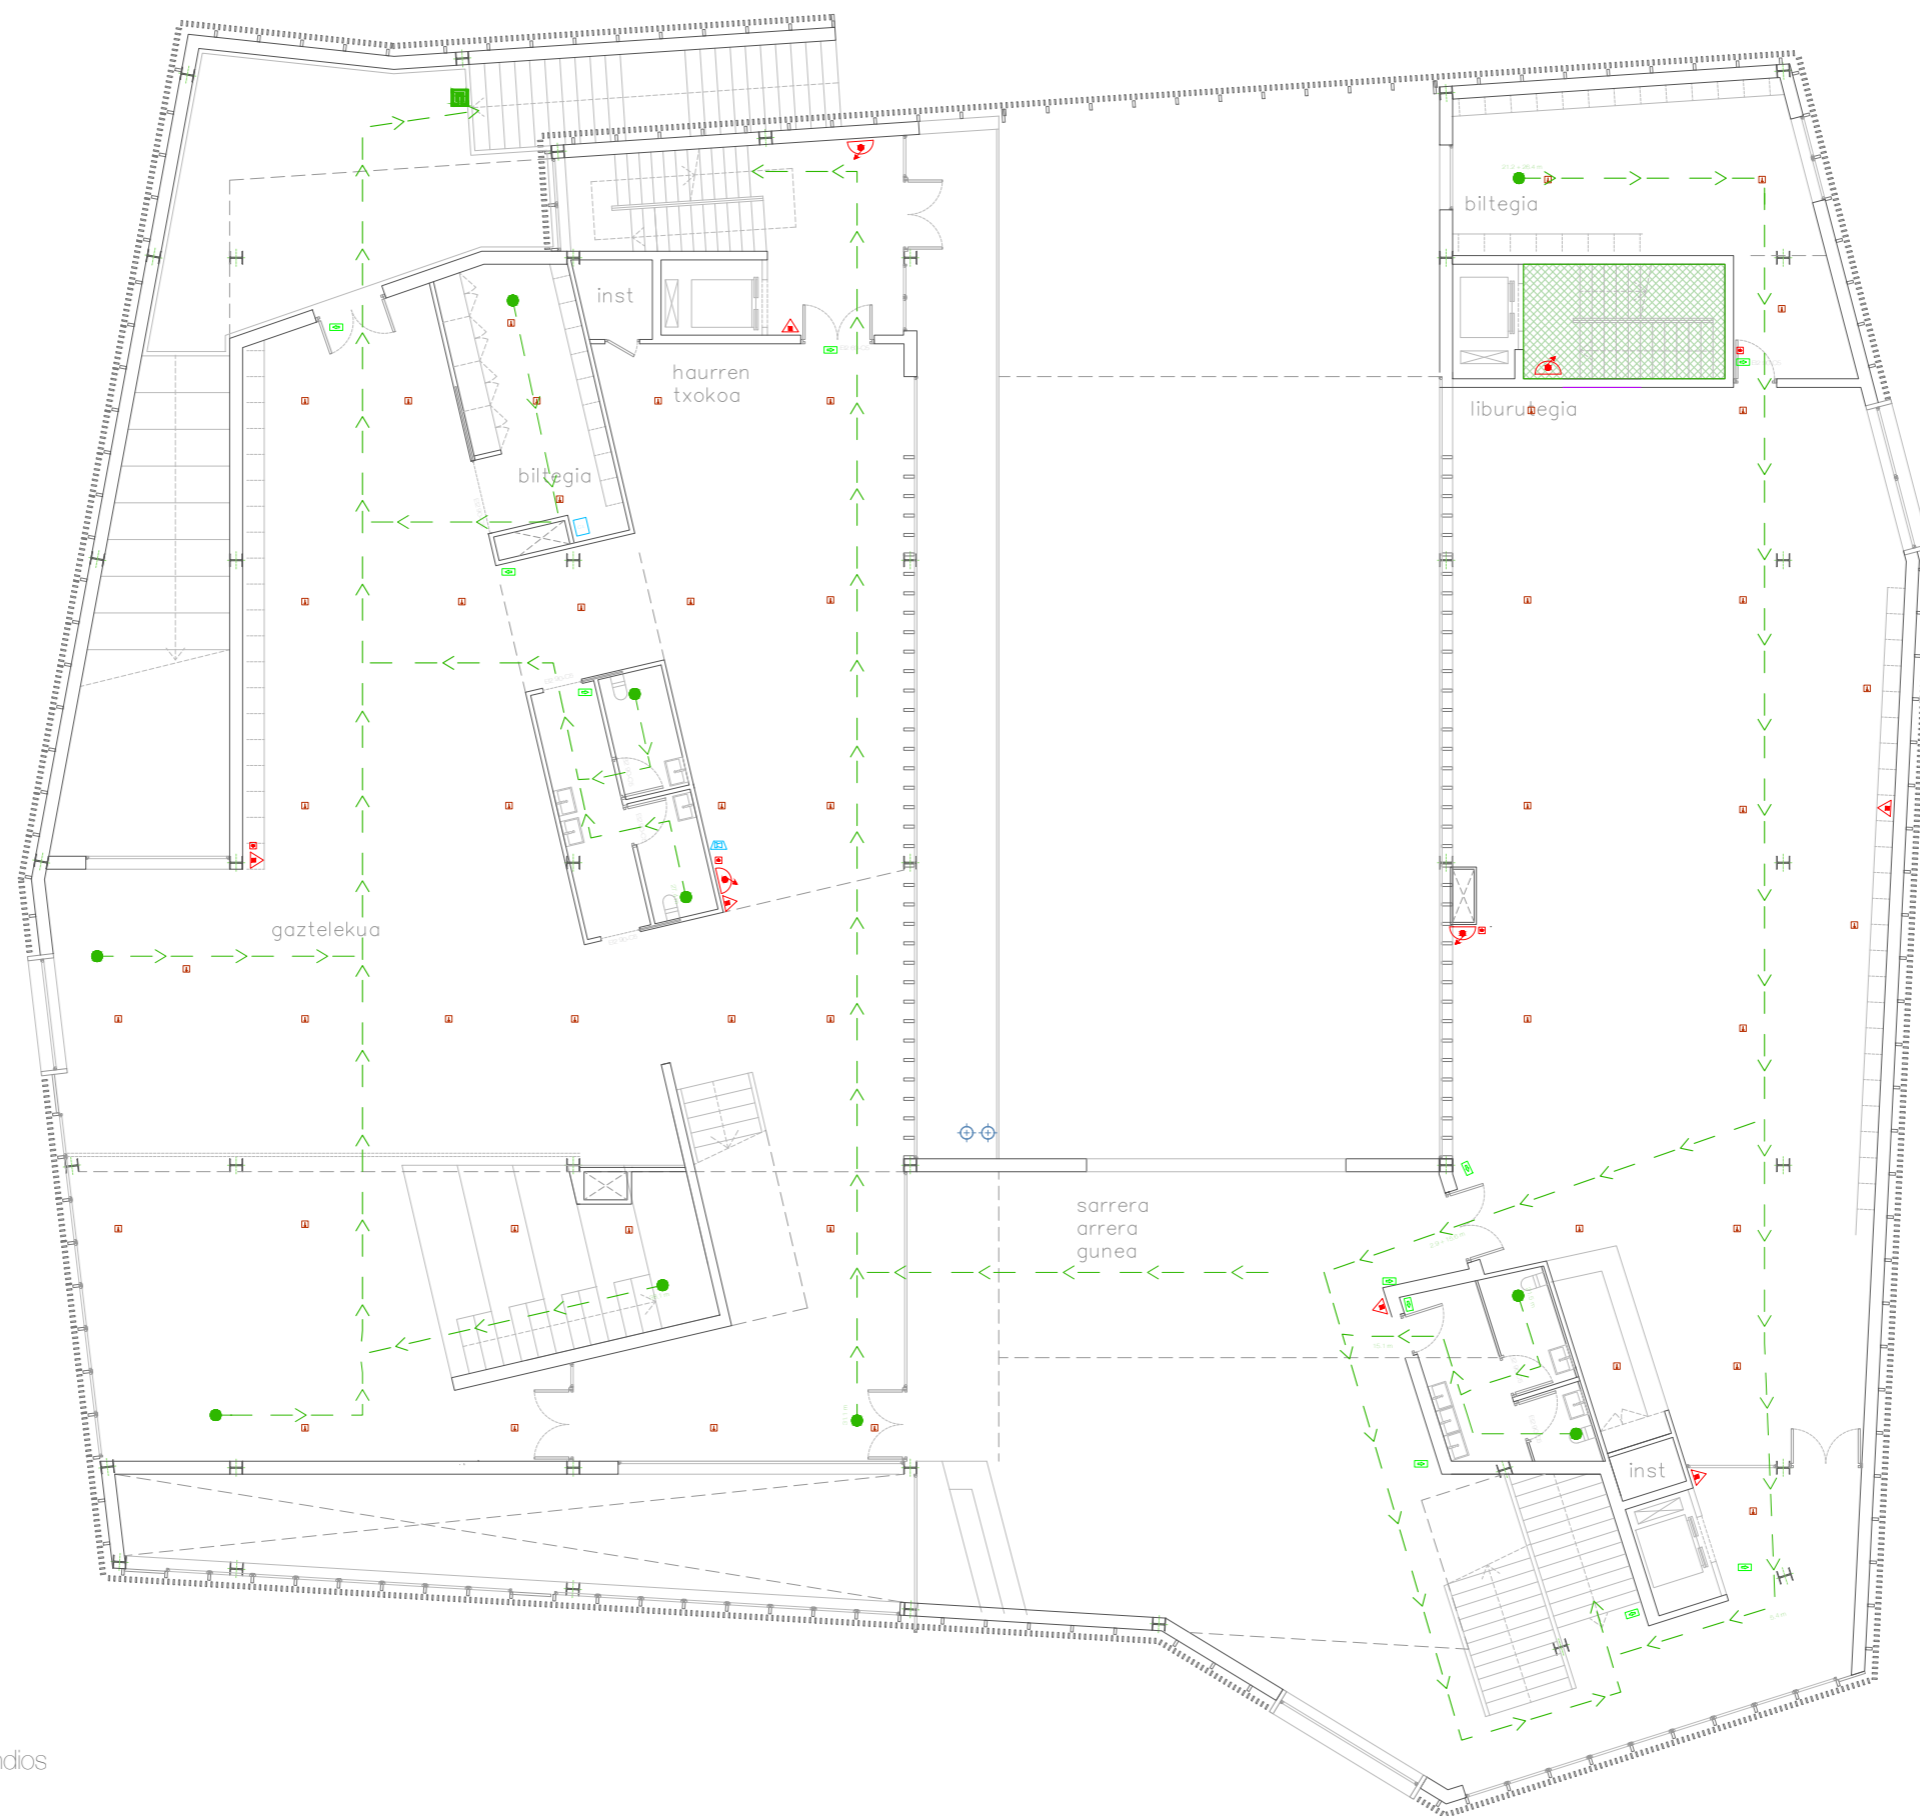 biltegia
inst
haurren
txokoa
liburutegia
biltegia
gaztelekua
sarrera
arrera
gunea
inst
ndios